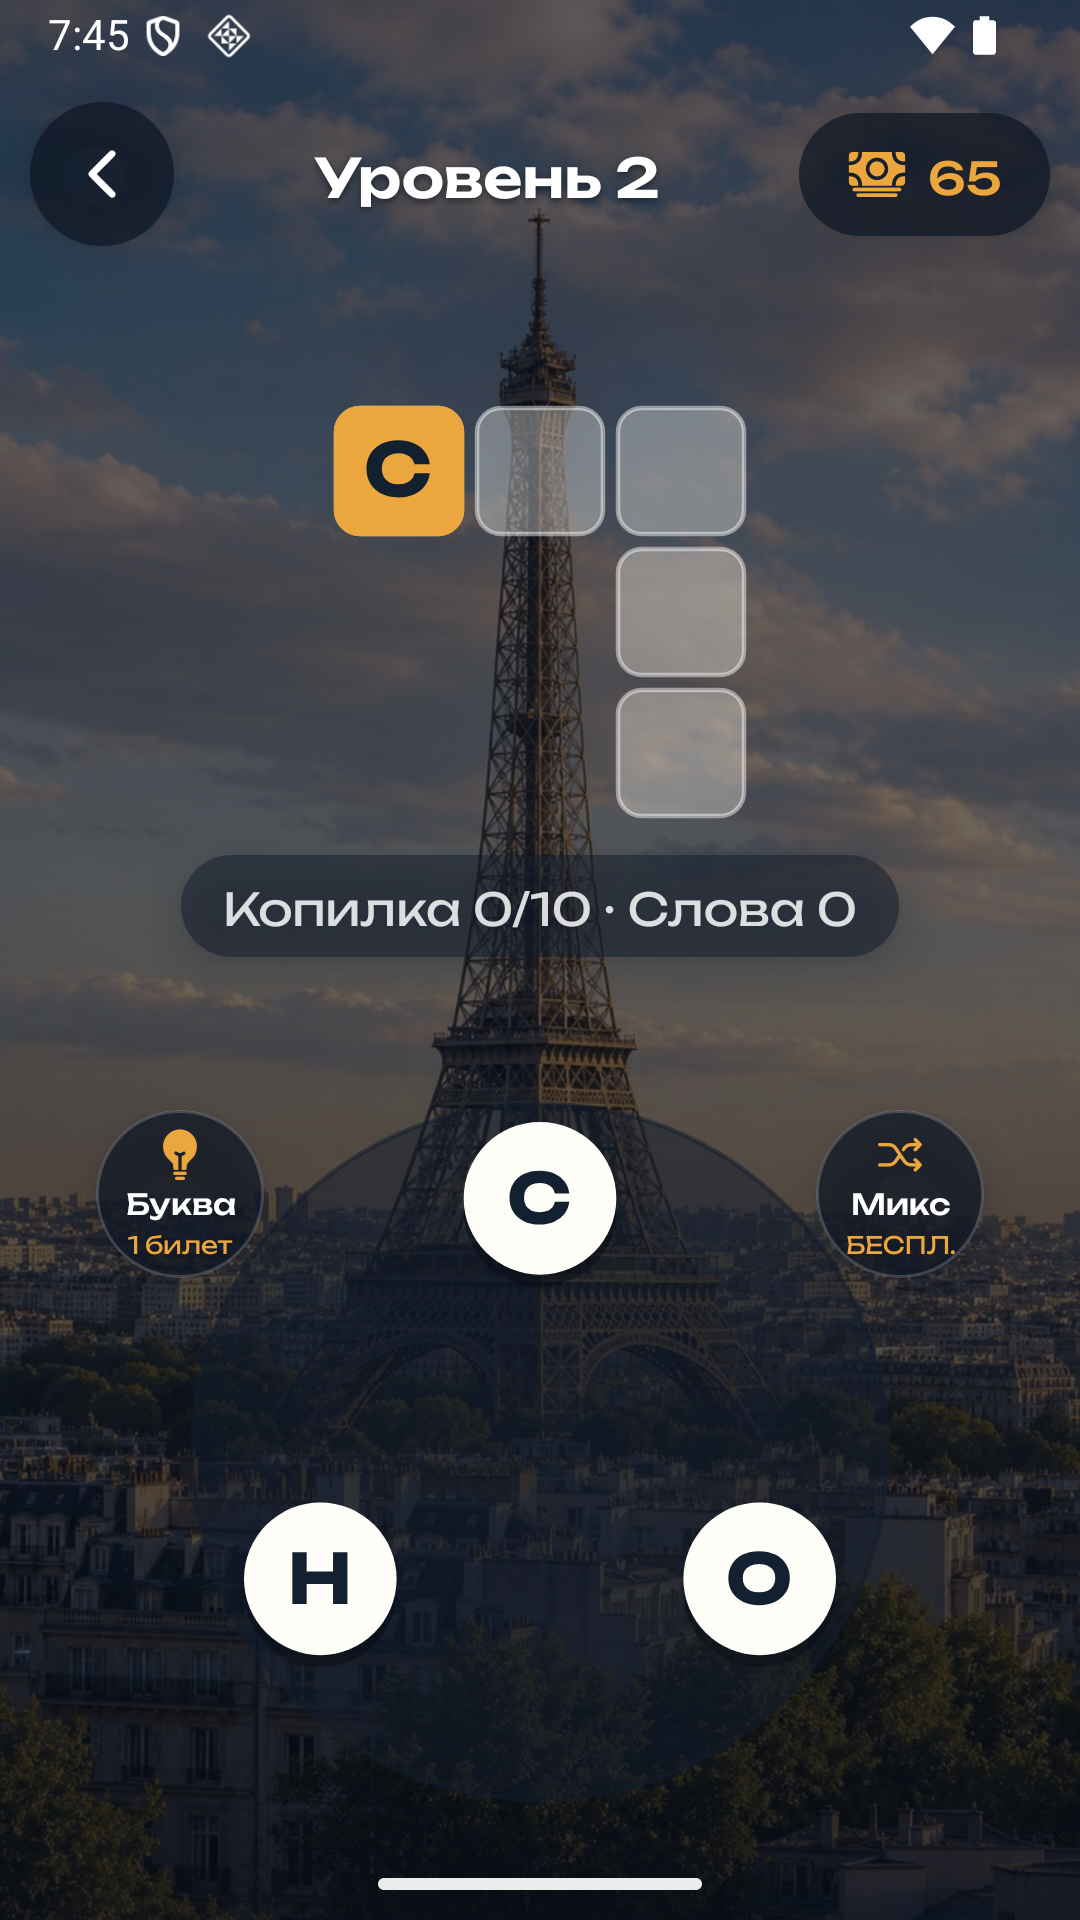 7:45
Уровень 2
65
С
Копилка 0/10 · Слова 0
Буква
1 билет
С
Микс
БЕСПЛ.
Н
О